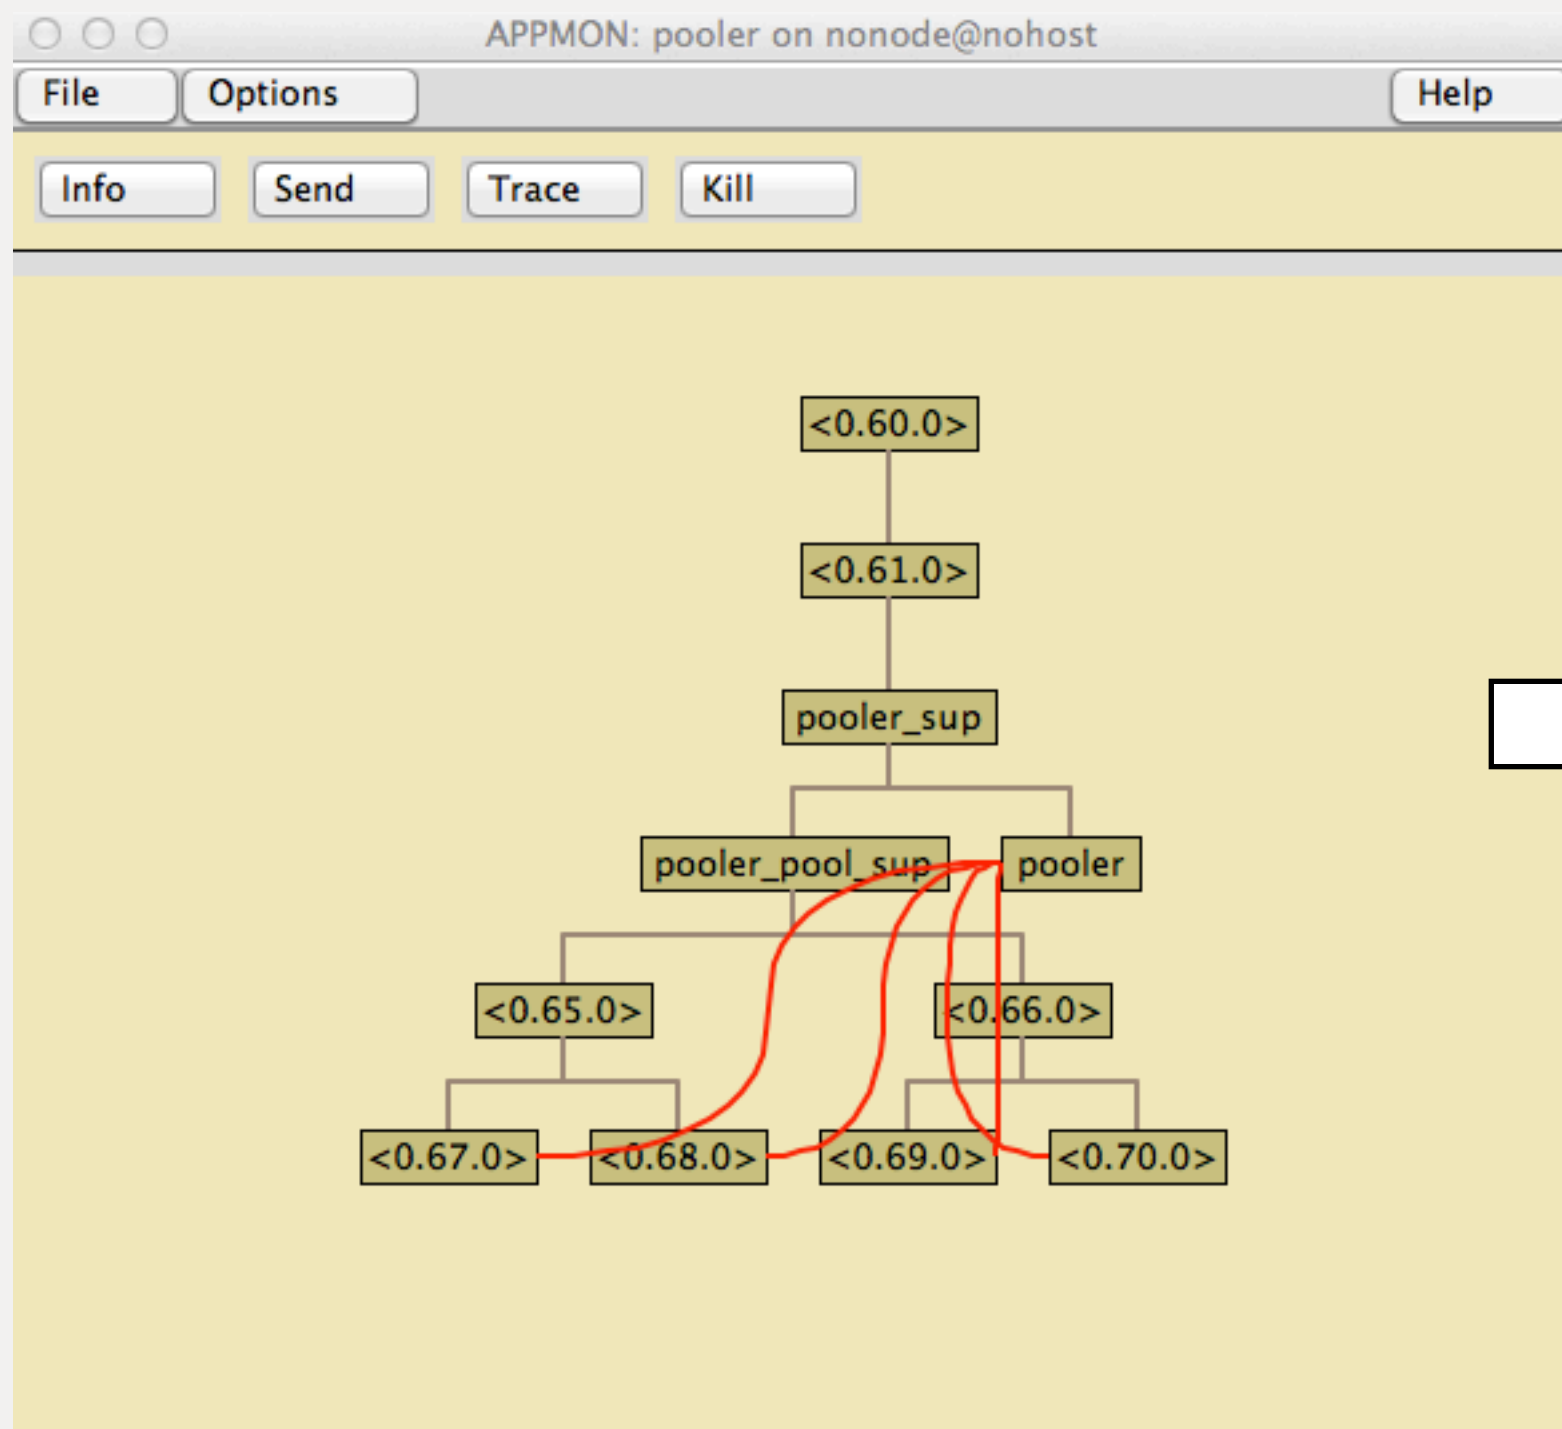 APPMON: pooler on nonode@nohost
File Options Help
Info Send Trace Kill
<0.60.0>
<0.61.0>
pooler_sup
pooler_pool_sup pooler
<0.65.0> <0.66.0>
<0.67.0> <0.68.0> <0.69.0> <0.70.0>